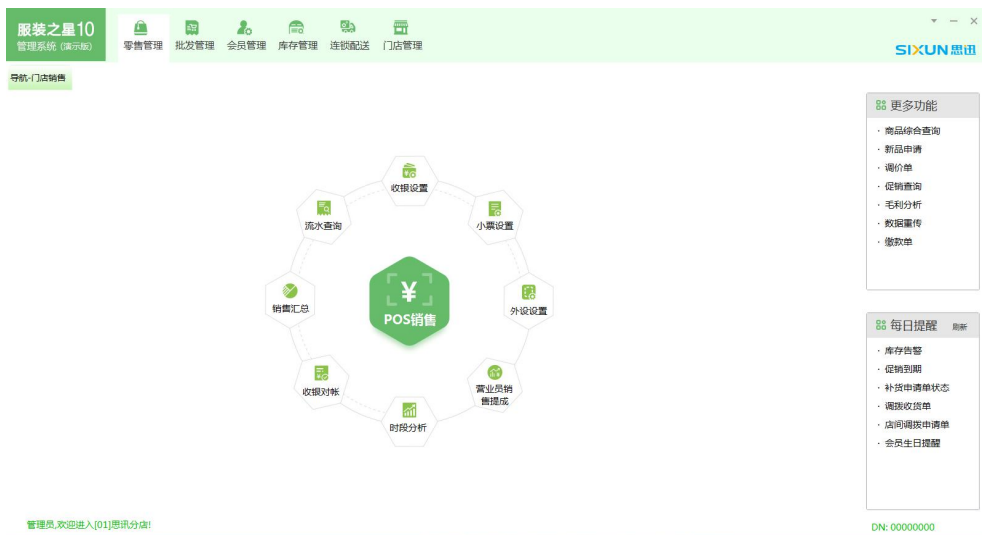 服装之星10
管理系统 (演示版)
零售管理
批发管理
会员管理
库存管理
连锁配送
门店管理
SIXUN思迅
导航-门店销售
收银设置
流水查询
小票设置
销售汇总
¥
POS销售
外设设置
收银对帐
营业员销
售提成
时段分析
更多功能
· 商品综合查询
· 新品申请
· 调价单
· 促销查询
· 毛利分析
· 数据重传
· 缴款单
每日提醒 刷新
· 库存告警
· 促销到期
· 补货申请单状态
· 调拨收货单
· 店间调拨申请单
· 会员生日提醒
管理员,欢迎进入[01]思讯分店!
DN: 00000000